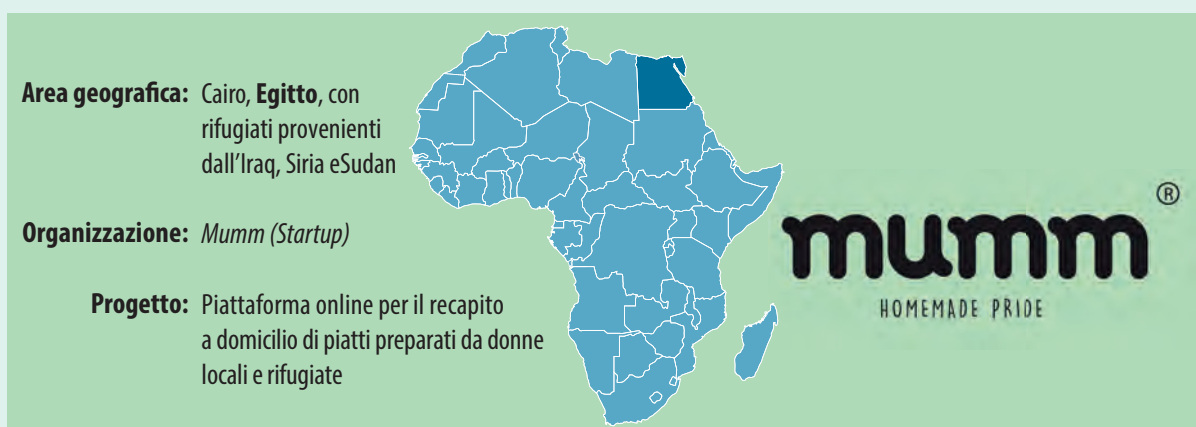 Area geografica: Cairo, Egitto, con
rifugiati provenienti
dall'Iraq, Siria eSudan
Organizzazione: Mumm (Startup)
Progetto: Piattaforma online per il recapito
a domicilio di piatti preparati da donne
locali e rifugiate
mumm®
HOMEMADE PRIDE